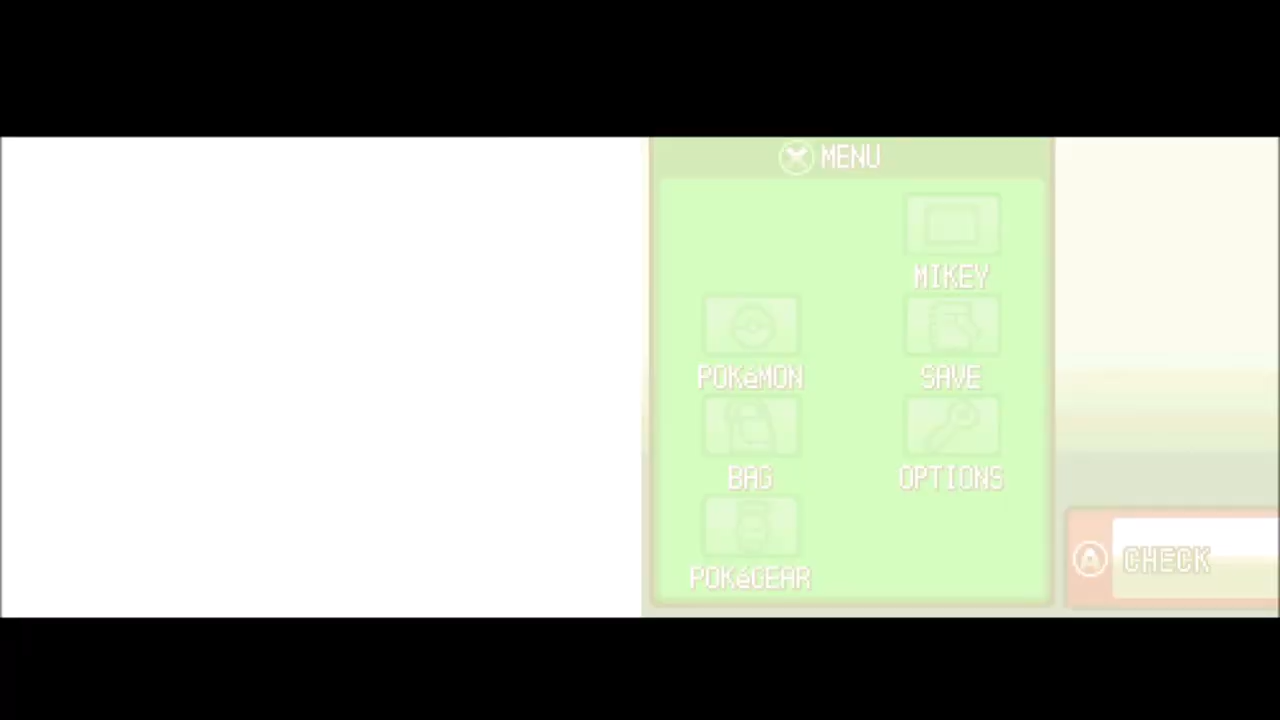 MENU
MIKEY
POKéMON
SAVE
BAG
OPTIONS
POKéGEAR
A CHECK